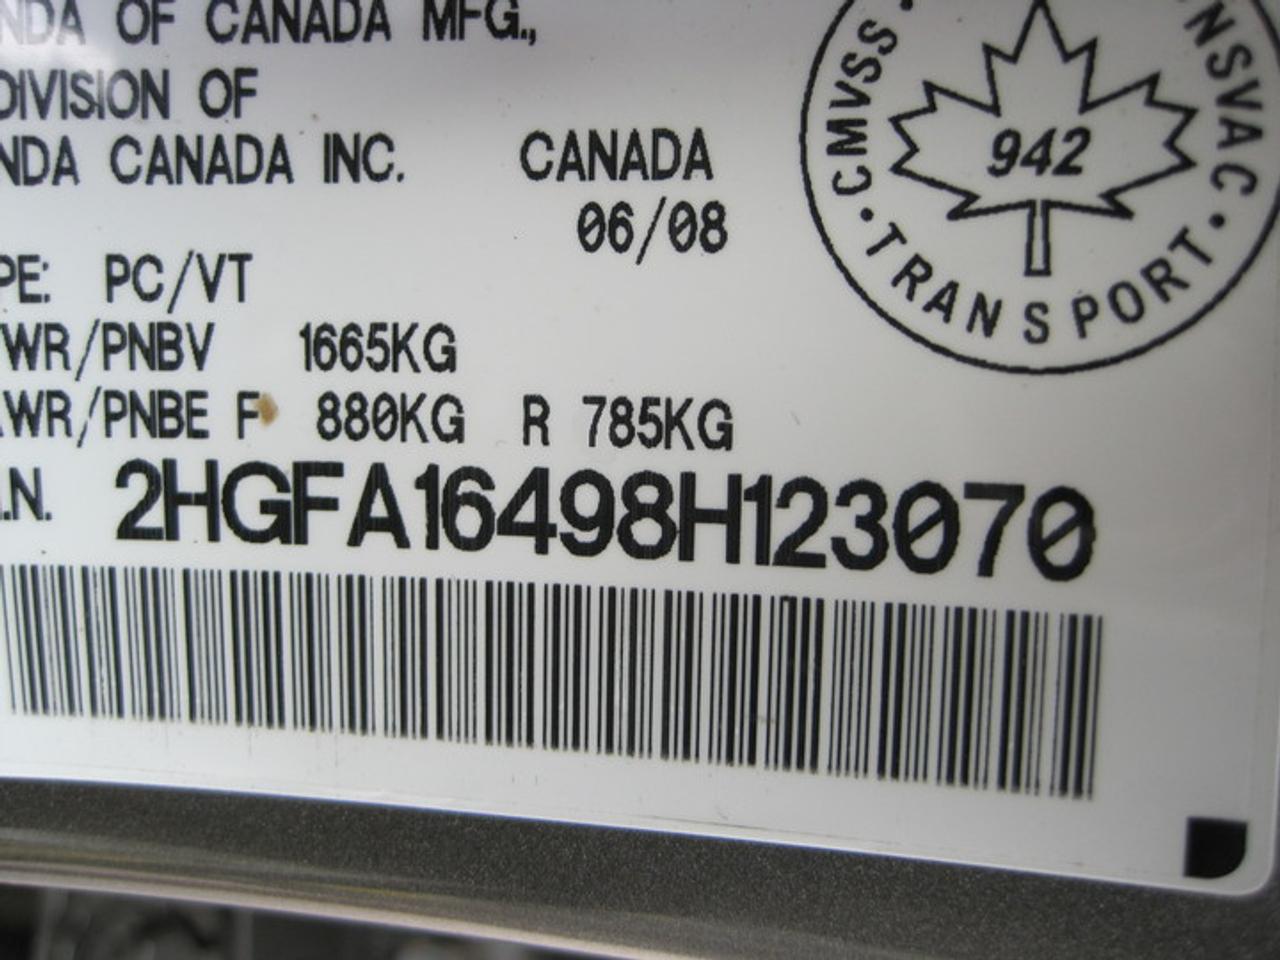 NDA OF CANADA MFG.,
DIVISION OF
NDA CANADA INC. CANADA
06/08
PE: PC/VT
WR/PNBV 1665KG
WR/PNBE F 880KG R 785KG
.N. 2HGFA16498H123070
CMVSS • NSVAC • TRANSPORT •
942